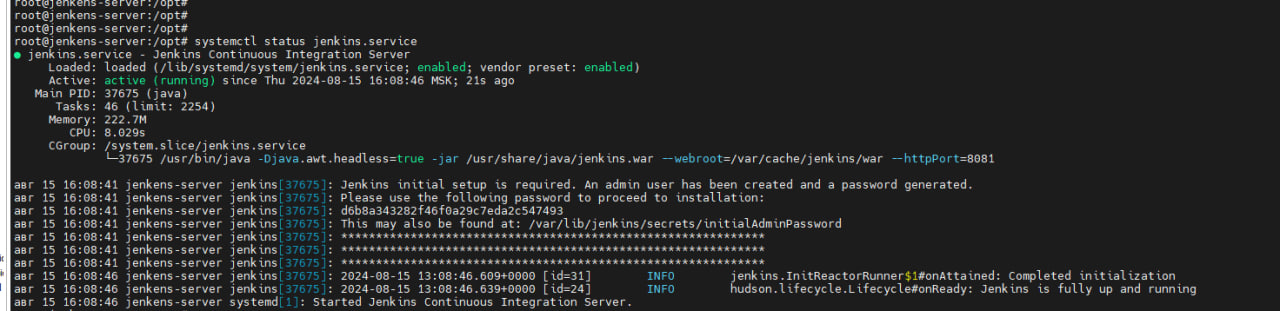 root@jenkens-server:/opt#
root@jenkens-server:/opt#
root@jenkens-server:/opt#
root@jenkens-server:/opt# systemctl status jenkins.service
● jenkins.service - Jenkins Continuous Integration Server
Loaded: loaded (/lib/systemd/system/jenkins.service; enabled; vendor preset: enabled)
Active: active (running) since Thu 2024-08-15 16:08:46 MSK; 21s ago
Main PID: 37675 (java)
Tasks: 46 (limit: 2254)
Memory: 222.7M
CPU: 8.029s
CGroup: /system.slice/jenkins.service
└─37675 /usr/bin/java -Djava.awt.headless=true -jar /usr/share/java/jenkins.war --webroot=/var/cache/jenkins/war --httpPort=8081
авг 15 16:08:41 jenkens-server jenkins[37675]: Jenkins initial setup is required. An admin user has been created and a password generated.
авг 15 16:08:41 jenkens-server jenkins[37675]: Please use the following password to proceed to installation:
авг 15 16:08:41 jenkens-server jenkins[37675]: d6b8a343282f46f0a29c7eda2c547493
авг 15 16:08:41 jenkens-server jenkins[37675]: This may also be found at: /var/lib/jenkins/secrets/initialAdminPassword
авг 15 16:08:41 jenkens-server jenkins[37675]: *************************************************************
авг 15 16:08:41 jenkens-server jenkins[37675]: *************************************************************
авг 15 16:08:41 jenkens-server jenkins[37675]: *************************************************************
авг 15 16:08:46 jenkens-server jenkins[37675]: 2024-08-15 13:08:46.609+0000 [id=31] INFO jenkins.InitReactorRunner$1#onAttained: Completed initialization
авг 15 16:08:46 jenkens-server jenkins[37675]: 2024-08-15 13:08:46.639+0000 [id=24] INFO hudson.lifecycle.Lifecycle#onReady: Jenkins is fully up and running
авг 15 16:08:46 jenkens-server systemd[1]: Started Jenkins Continuous Integration Server.